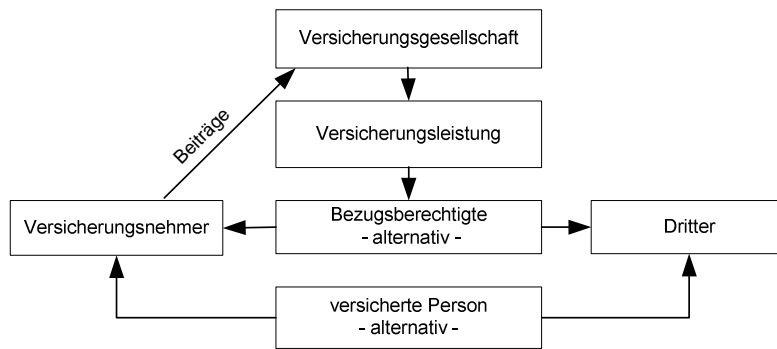 Versicherungsgesellschaft
Beiträge
Versicherungsleistung
Versicherungsnehmer
Bezugsberechtigte
- alternativ -
Dritter
versicherte Person
- alternativ -